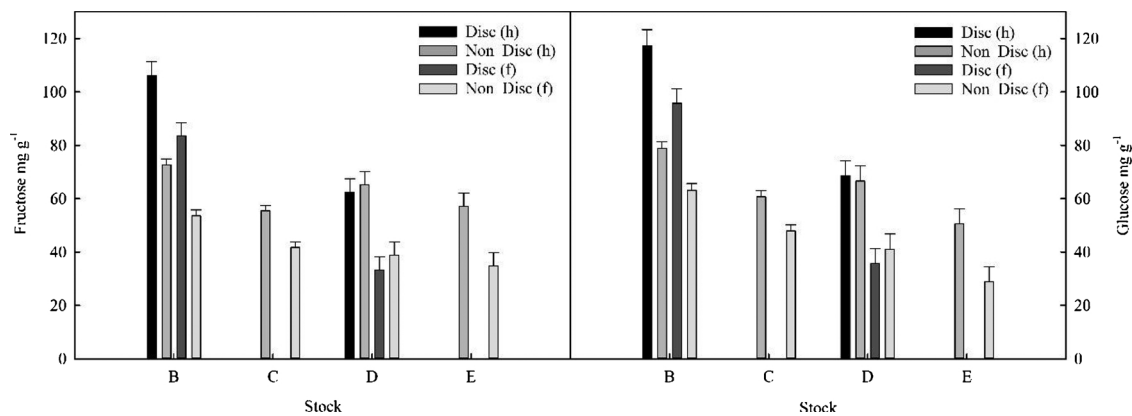 120
100
80
60
40
20
0
Fructose mg g-1
Disc (h)
Non Disc (h)
Disc (f)
Non Disc (f)
B C D E
Stock
Disc (h)
Non Disc (h)
Disc (f)
Non Disc (f)
B C D E
Stock
120
100
80
60
40
20
0
Glucose mg g-1